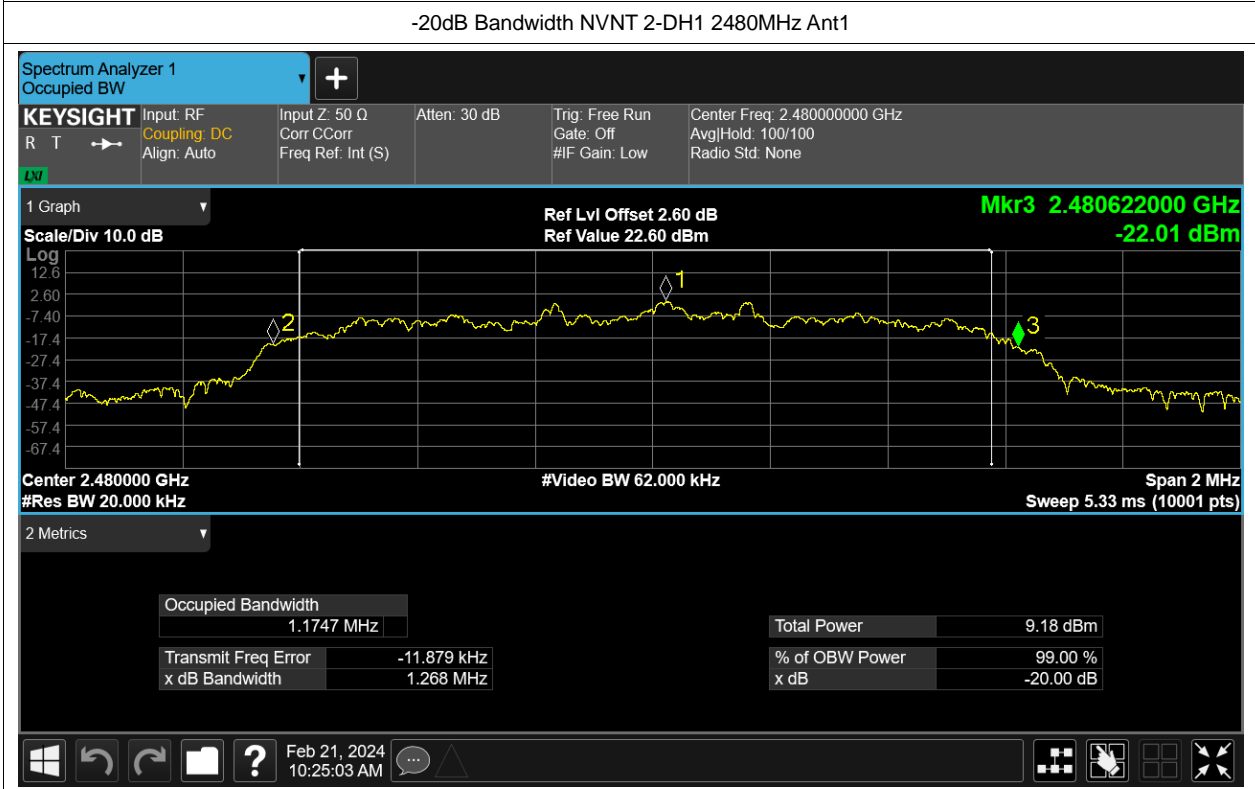 -20dB Bandwidth NVNT 2-DH1 2480MHz Ant1
Spectrum Analyzer 1
Occupied BW
▼
+
KEYSIGHT
R T
LXI
Input: RF
Coupling: DC
Align: Auto
Input Z: 50 Ω
Corr CCorr
Freq Ref: Int (S)
Atten: 30 dB
Trig: Free Run
Gate: Off
#IF Gain: Low
Center Freq: 2.480000000 GHz
Avg|Hold: 100/100
Radio Std: None
1 Graph ▼
Scale/Div 10.0 dB
Ref Lvl Offset 2.60 dB
Ref Value 22.60 dBm
Mkr3 2.480622000 GHz
-22.01 dBm
Log
12.6
2.60
-7.40
-17.4
-27.4
-37.4
-47.4
-57.4
-67.4
2
1
3
Center 2.480000 GHz #Video BW 62.000 kHz Span 2 MHz
#Res BW 20.000 kHz Sweep 5.33 ms (10001 pts)
2 Metrics ▼
Occupied Bandwidth
1.1747 MHz
Transmit Freq Error -11.879 kHz
x dB Bandwidth 1.268 MHz
Total Power 9.18 dBm
% of OBW Power 99.00 %
x dB -20.00 dB
?
Feb 21, 2024
10:25:03 AM